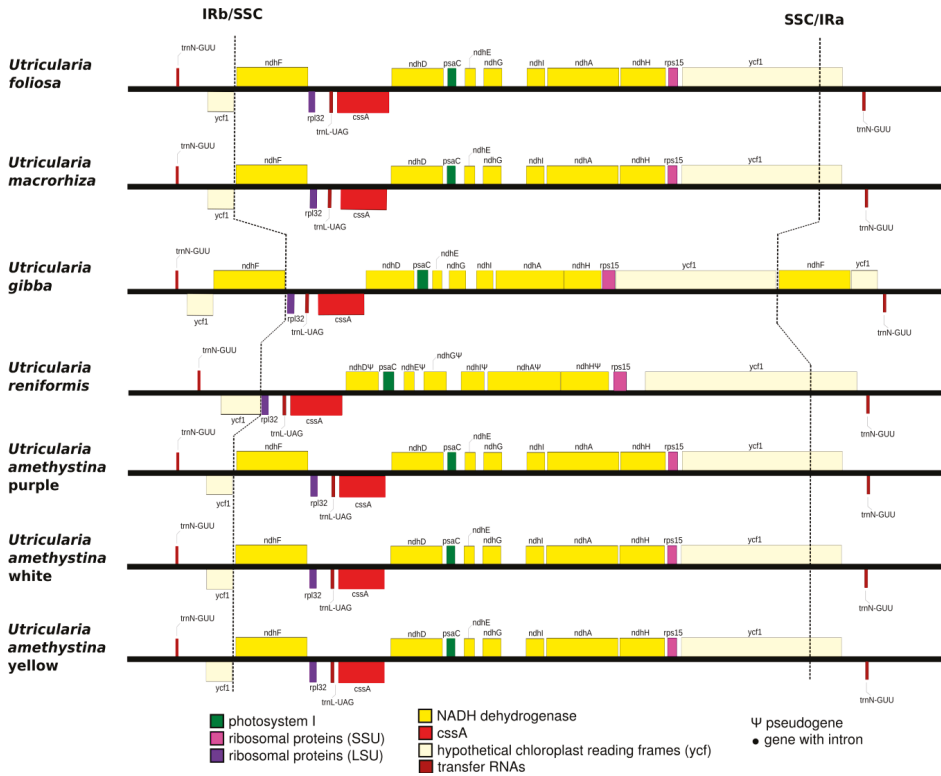 IRb/SSC
SSC/IRa
Utricularia
foliosa
trnN-GUU
ndhF
ndhD
psaC
ndhE
ndhG
ndhI
ndhA
ndhH
rps15
ycf1
ycf1
rpl32
trnL-UAG
cssA
trnN-GUU
Utricularia
macrorhiza
trnN-GUU
ndhF
ndhD
psaC
ndhE
ndhG
ndhI
ndhA
ndhH
rps15
ycf1
ycf1
rpl32
trnL-UAG
cssA
trnN-GUU
Utricularia
gibba
trnN-GUU
ndhF
ndhD
psaC
ndhE
ndhG
ndhI
ndhA
ndhH
rps15
ycf1
ndhF
ycf1
ycf1
rpl32
trnL-UAG
cssA
trnN-GUU
Utricularia
reniformis
trnN-GUU
ndhDΨ
psaC
ndhEΨ
ndhGΨ
ndhIΨ
ndhAΨ
ndhHΨ
rps15
ycf1
ycf1
rpl32
trnL-UAG
cssA
trnN-GUU
Utricularia
amethystina
purple
trnN-GUU
ndhF
ndhD
psaC
ndhE
ndhG
ndhI
ndhA
ndhH
rps15
ycf1
ycf1
rpl32
trnL-UAG
cssA
trnN-GUU
Utricularia
amethystina
white
trnN-GUU
ndhF
ndhD
psaC
ndhE
ndhG
ndhI
ndhA
ndhH
rps15
ycf1
ycf1
rpl32
trnL-UAG
cssA
trnN-GUU
Utricularia
amethystina
yellow
trnN-GUU
ndhF
ndhD
psaC
ndhE
ndhG
ndhI
ndhA
ndhH
rps15
ycf1
ycf1
rpl32
trnL-UAG
cssA
trnN-GUU
photosystem I
ribosomal proteins (SSU)
ribosomal proteins (LSU)
NADH dehydrogenase
cssA
hypothetical chloroplast reading frames (ycf)
transfer RNAs
Ψ pseudogene
• gene with intron